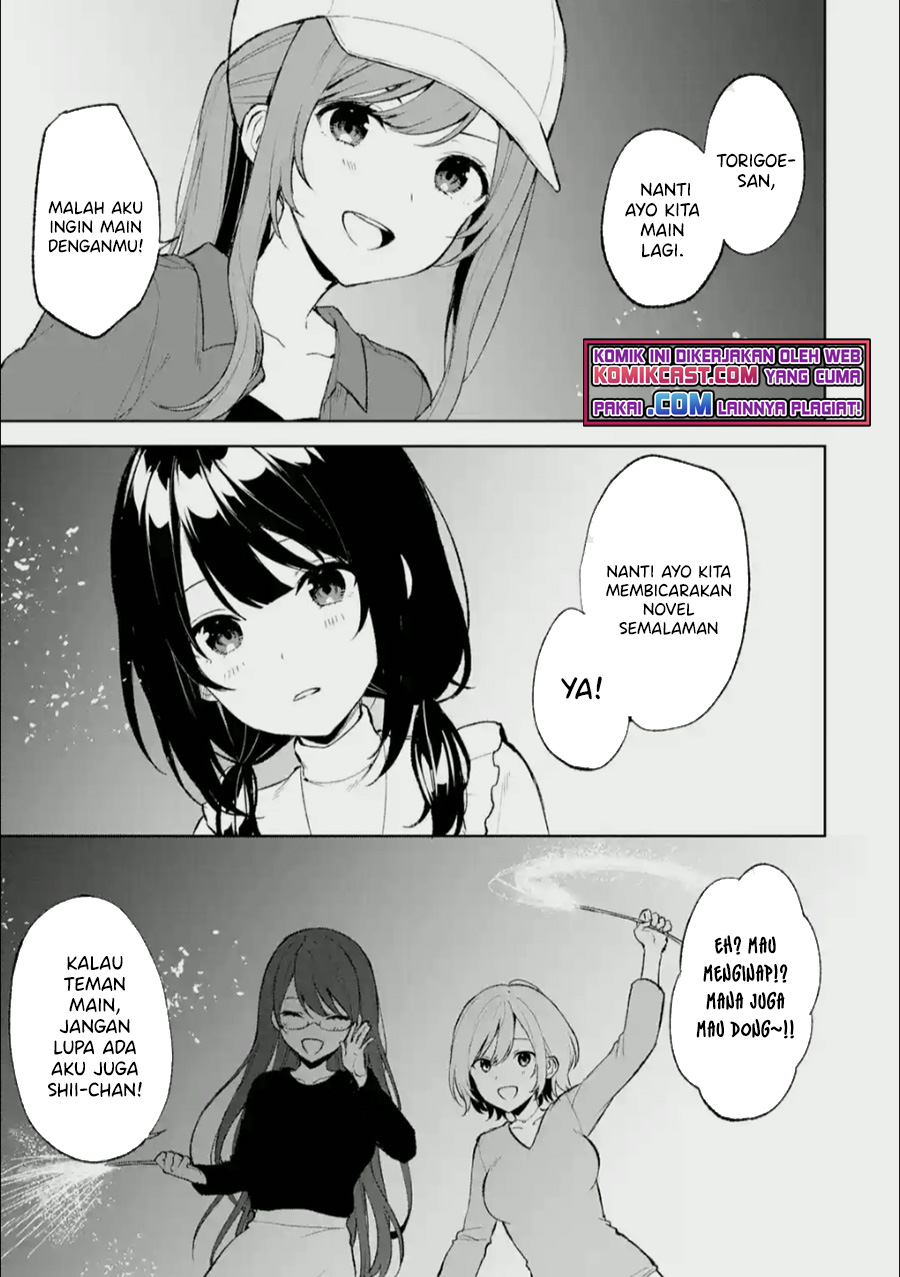 TORIGOE-
SAN,
NANTI
AYO KITA
MAIN
LAGI.
MALAH AKU
INGIN MAIN
DENGANMU!
KOMIK INI DIKERJAKAN OLEH WEB
KOMIKCAST.COM YANG CUMA
PAKAI .COM LAINNYA PLAGIAT!
NANTI AYO KITA
MEMBICARAKAN
NOVEL
SEMALAMAN
YA!
EH? MAU
MENGINAP!?
MANA JUGA
MAU DONG~!!
KALAU
TEMAN
MAIN,
JANGAN
LUPA ADA
AKU JUGA
SHII-CHAN!